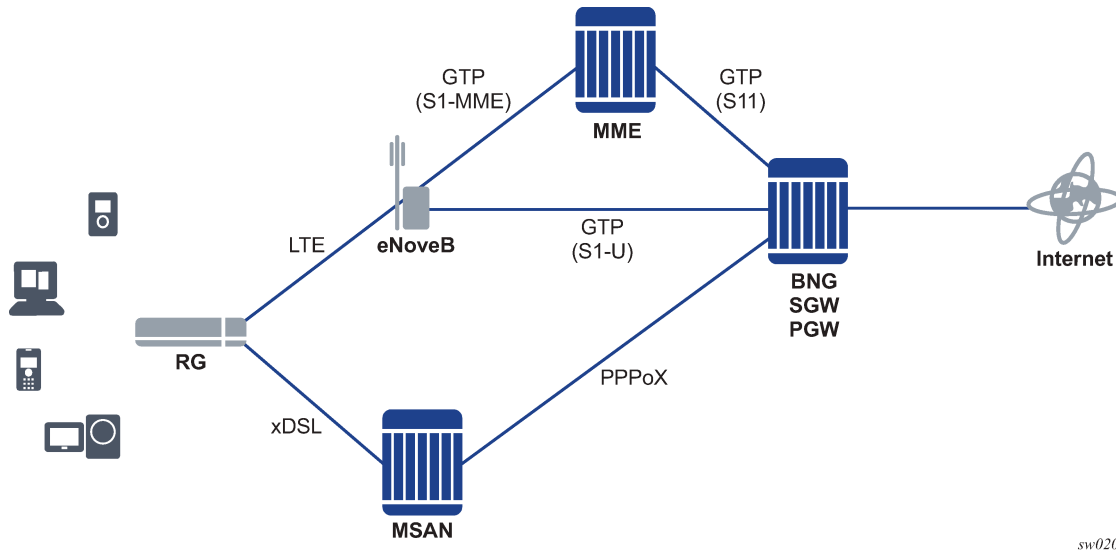 GTP
(S1-MME)
GTP
(S11)
MME
LTE
eNoveB
GTP
(S1-U)
Internet
BNG
SGW
PGW
RG
PPPoX
xDSL
MSAN